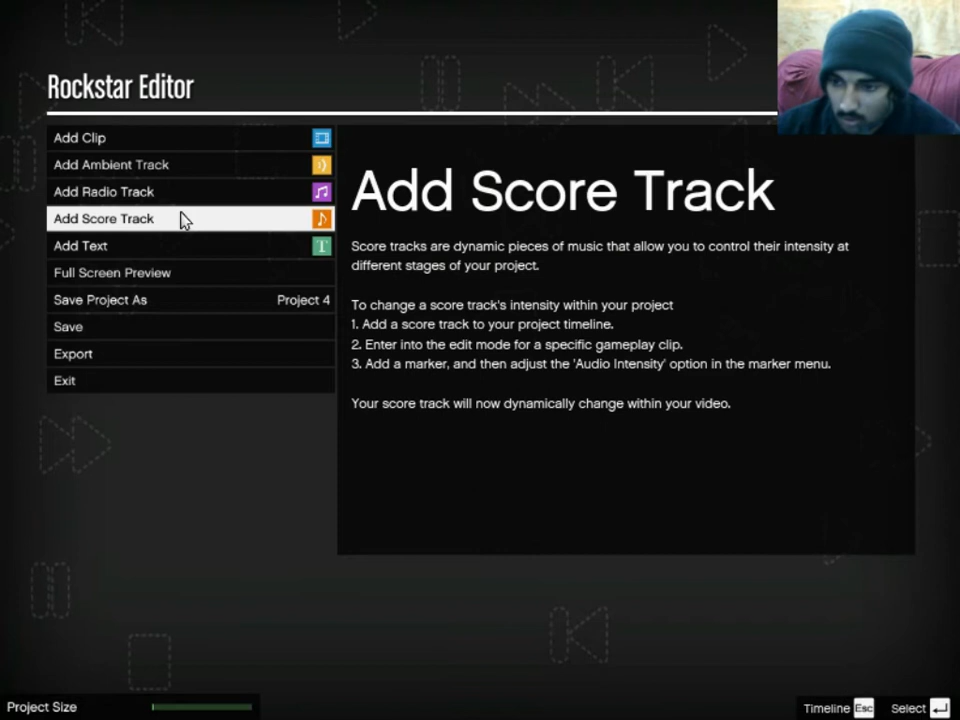 Rockstar Editor
Add Clip
Add Ambient Track
Add Radio Track
Add Score Track
Add Text
Full Screen Preview
Save Project As Project 4
Save
Export
Exit
Add Score Track
Score tracks are dynamic pieces of music that allow you to control their intensity at
different stages of your project.
To change a score track's intensity within your project
1. Add a score track to your project timeline.
2. Enter into the edit mode for a specific gameplay clip.
3. Add a marker, and then adjust the 'Audio Intensity' option in the marker menu.
Your score track will now dynamically change within your video.
Project Size
Timeline Esc Select